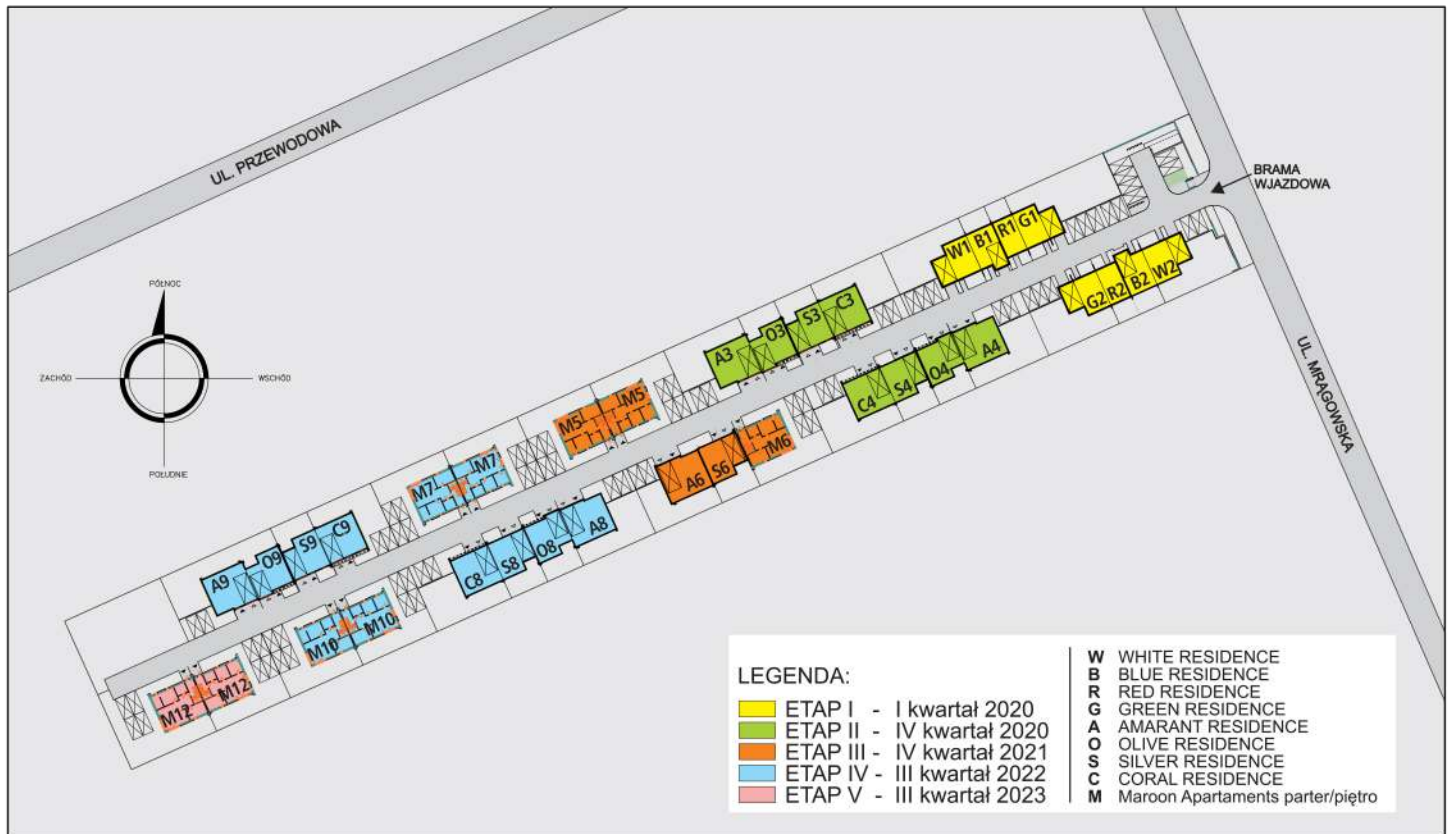 UL. PRZEWODOWA
BRAMA
WJAZDOWA
UL. MRĄGOWSKA
PÓŁNOC
ZACHÓD
WSCHÓD
POŁUDNIE
W1 B1 R1 G1
G2 R2 B2 W2
A3 O3 S3 C3
C4 S4 O4 A4
M5 M5
A6 S6 M6
M7 M7
C8 S8 O8 A8
A9 O9 S9 C9
M10 M10
M12 M12
LEGENDA:
ETAP I - I kwartał 2020
ETAP II - IV kwartał 2020
ETAP III - IV kwartał 2021
ETAP IV - III kwartał 2022
ETAP V - III kwartał 2023
W WHITE RESIDENCE
B BLUE RESIDENCE
R RED RESIDENCE
G GREEN RESIDENCE
A AMARANT RESIDENCE
O OLIVE RESIDENCE
S SILVER RESIDENCE
C CORAL RESIDENCE
M Maroon Apartaments parter/piętro